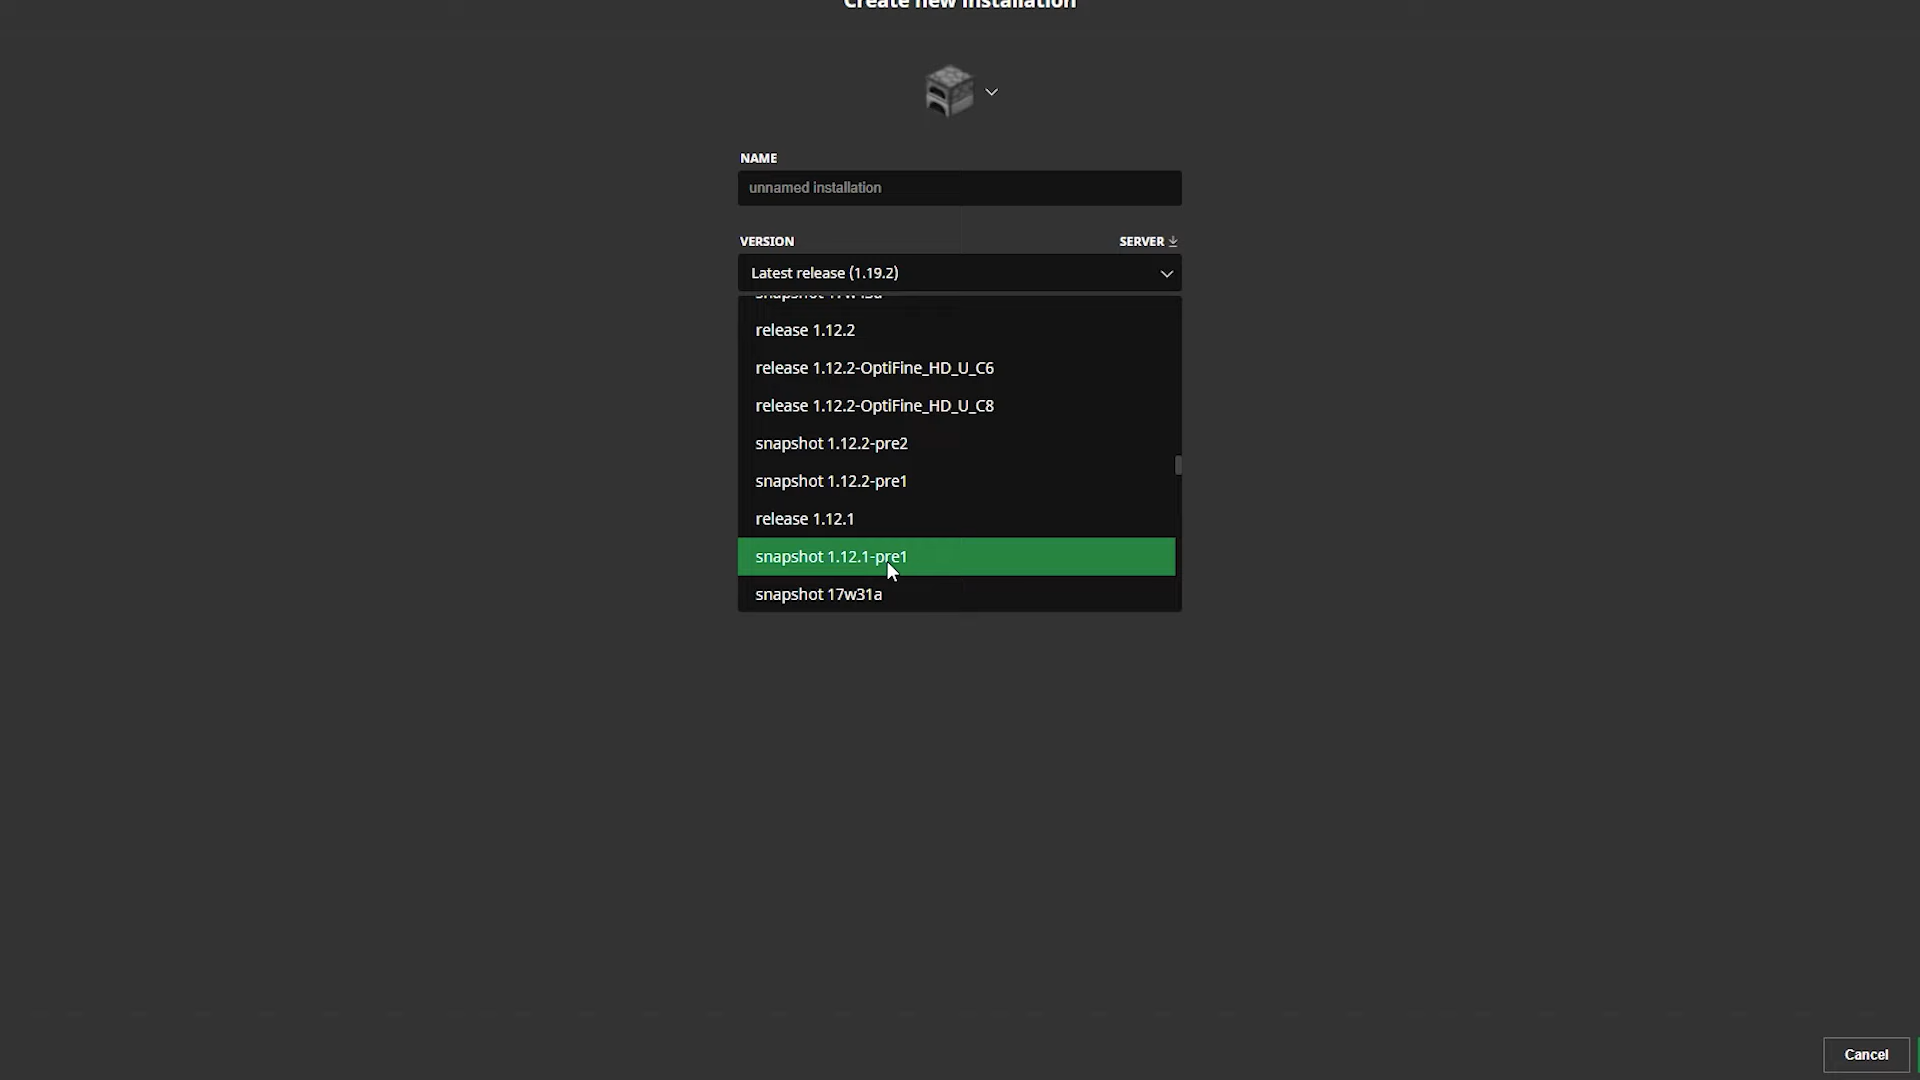 Create new installation
NAME
unnamed installation
VERSION
SERVER
Latest release (1.19.2)
snapshot 17w43a
release 1.12.2
release 1.12.2-OptiFine_HD_U_C6
release 1.12.2-OptiFine_HD_U_C8
snapshot 1.12.2-pre2
snapshot 1.12.2-pre1
release 1.12.1
snapshot 1.12.1-pre1
snapshot 17w31a
Cancel